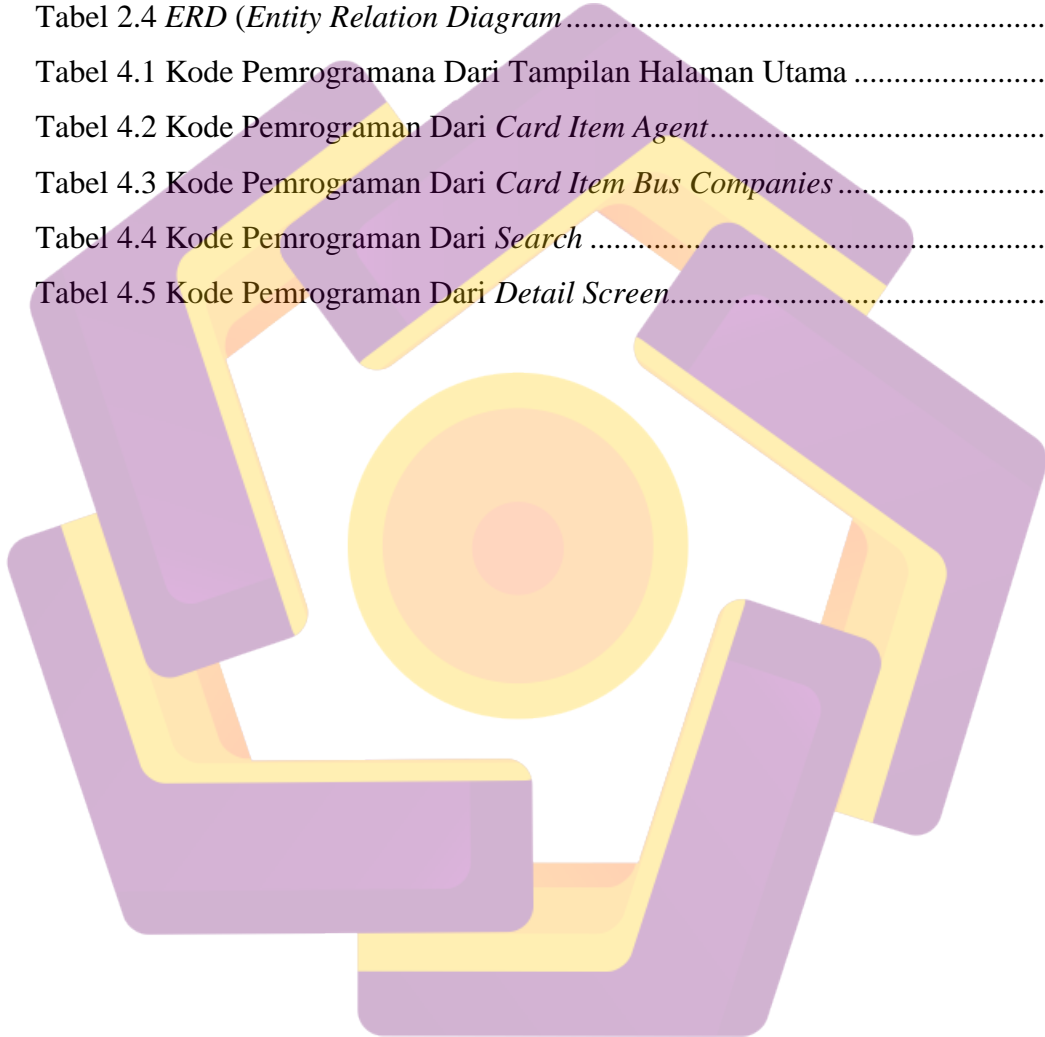 Tabel 2.4 ERD (Entity Relation Diagram..........................................................
Tabel 4.1 Kode Pemrogramana Dari Tampilan Halaman Utama .......................
Tabel 4.2 Kode Pemrograman Dari Card Item Agent.........................................
Tabel 4.3 Kode Pemrograman Dari Card Item Bus Companies .........................
Tabel 4.4 Kode Pemrograman Dari Search .......................................................
Tabel 4.5 Kode Pemrograman Dari Detail Screen.............................................